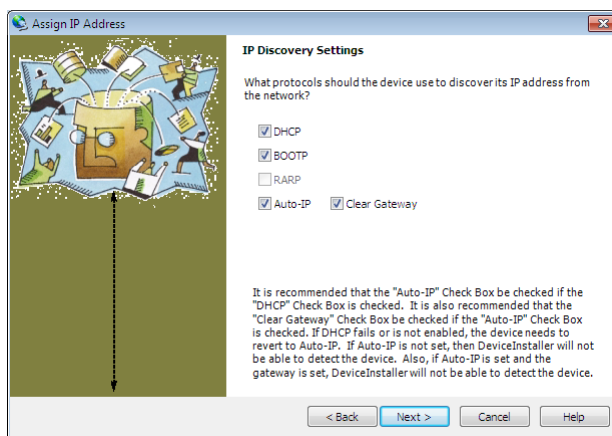 Assign IP Address
IP Discovery Settings
What protocols should the device use to discover its IP address from
the network?
DHCP
BOOTP
RARP
Auto-IP Clear Gateway
It is recommended that the "Auto-IP" Check Box be checked if the
"DHCP" Check Box is checked. It is also recommended that the
"Clear Gateway" Check Box be checked if the "Auto-IP" Check Box
is checked. If DHCP fails or is not enabled, the device needs to
revert to Auto-IP. If Auto-IP is not set, then DeviceInstaller will not
be able to detect the device. Also, if Auto-IP is set and the
gateway is set, DeviceInstaller will not be able to detect the device.
< Back Next > Cancel Help